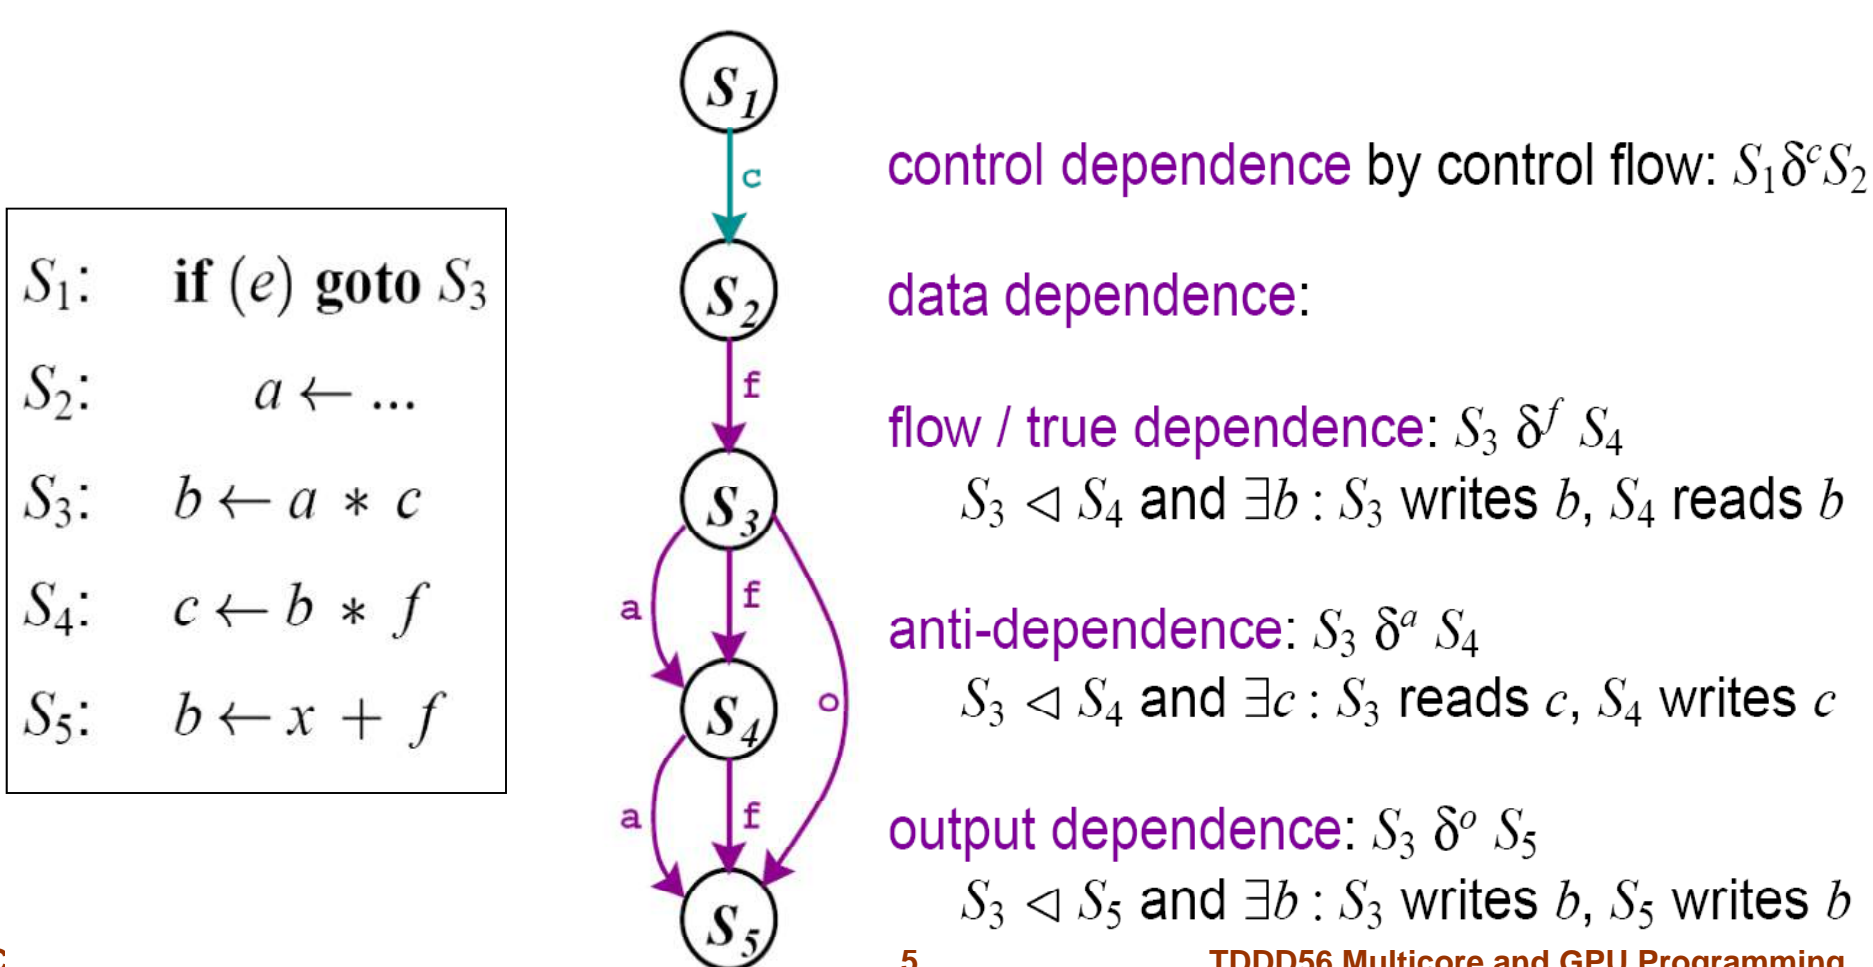 S₁: if (e) goto S₃
S₂: a ← ...
S₃: b ← a * c
S₄: c ← b * f
S₅: b ← x + f
S₁
c
S₂
f
S₃
a
f
o
S₄
a
f
S₅
control dependence by control flow: S₁δᶜS₂
data dependence:
flow / true dependence: S₃ δᶠ S₄
S₃ ◁ S₄ and ∃b : S₃ writes b, S₄ reads b
anti-dependence: S₃ δᵃ S₄
S₃ ◁ S₄ and ∃c : S₃ reads c, S₄ writes c
output dependence: S₃ δᵒ S₅
S₃ ◁ S₅ and ∃b : S₃ writes b, S₅ writes b
5
TDDD56 Multicore and GPU Programming